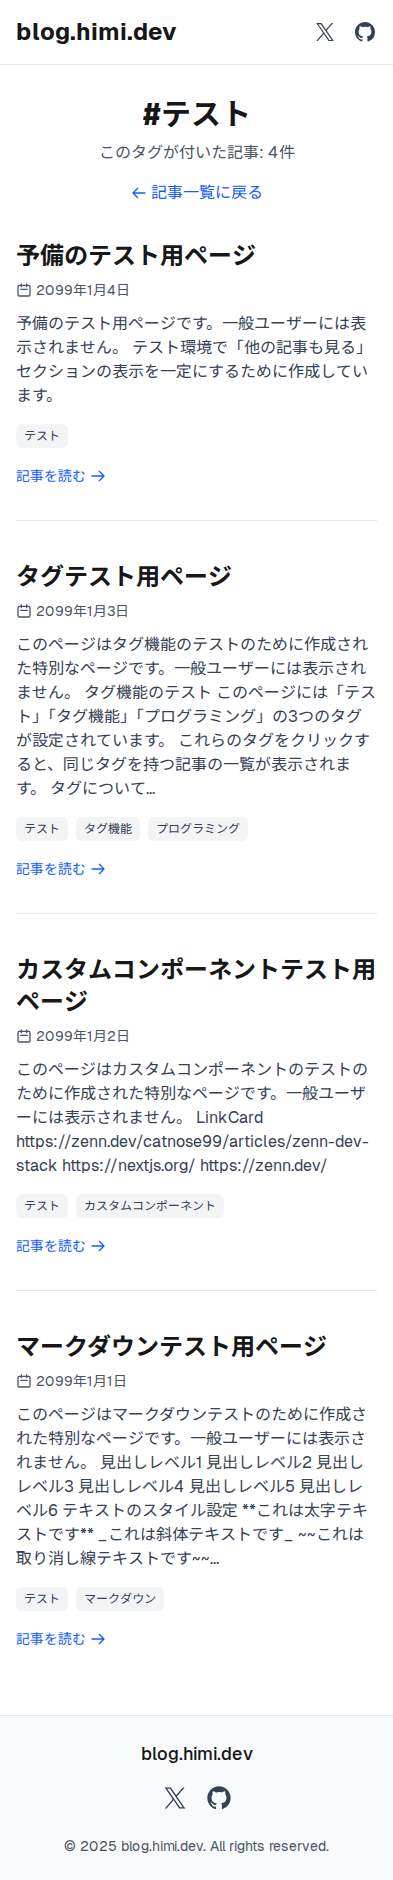 blog.himi.dev
#テスト
このタグが付いた記事: 4件
← 記事一覧に戻る
予備のテスト用ページ
2099年1月4日
予備のテスト用ページです。一般ユーザーには表
示されません。 テスト環境で「他の記事も見る」
セクションの表示を一定にするために作成してい
ます。
テスト
記事を読む →
タグテスト用ページ
2099年1月3日
このページはタグ機能のテストのために作成され
た特別なページです。一般ユーザーには表示され
ません。 タグ機能のテスト このページには「テス
ト」「タグ機能」「プログラミング」の3つのタグ
が設定されています。 これらのタグをクリックす
ると、同じタグを持つ記事の一覧が表示されま
す。 タグについて...
テスト タグ機能 プログラミング
記事を読む →
カスタムコンポーネントテスト用
ページ
2099年1月2日
このページはカスタムコンポーネントのテストの
ために作成された特別なページです。一般ユーザ
ーには表示されません。 LinkCard
https://zenn.dev/catnose99/articles/zenn-dev-
stack https://nextjs.org/ https://zenn.dev/
テスト カスタムコンポーネント
記事を読む →
マークダウンテスト用ページ
2099年1月1日
このページはマークダウンテストのために作成さ
れた特別なページです。一般ユーザーには表示さ
れません。 見出しレベル1 見出しレベル2 見出し
レベル3 見出しレベル4 見出しレベル5 見出しレ
ベル6 テキストのスタイル設定 **これは太字テキ
ストです** _これは斜体テキストです_ ~~これは
取り消し線テキストです~~...
テスト マークダウン
記事を読む →
blog.himi.dev
© 2025 blog.himi.dev. All rights reserved.